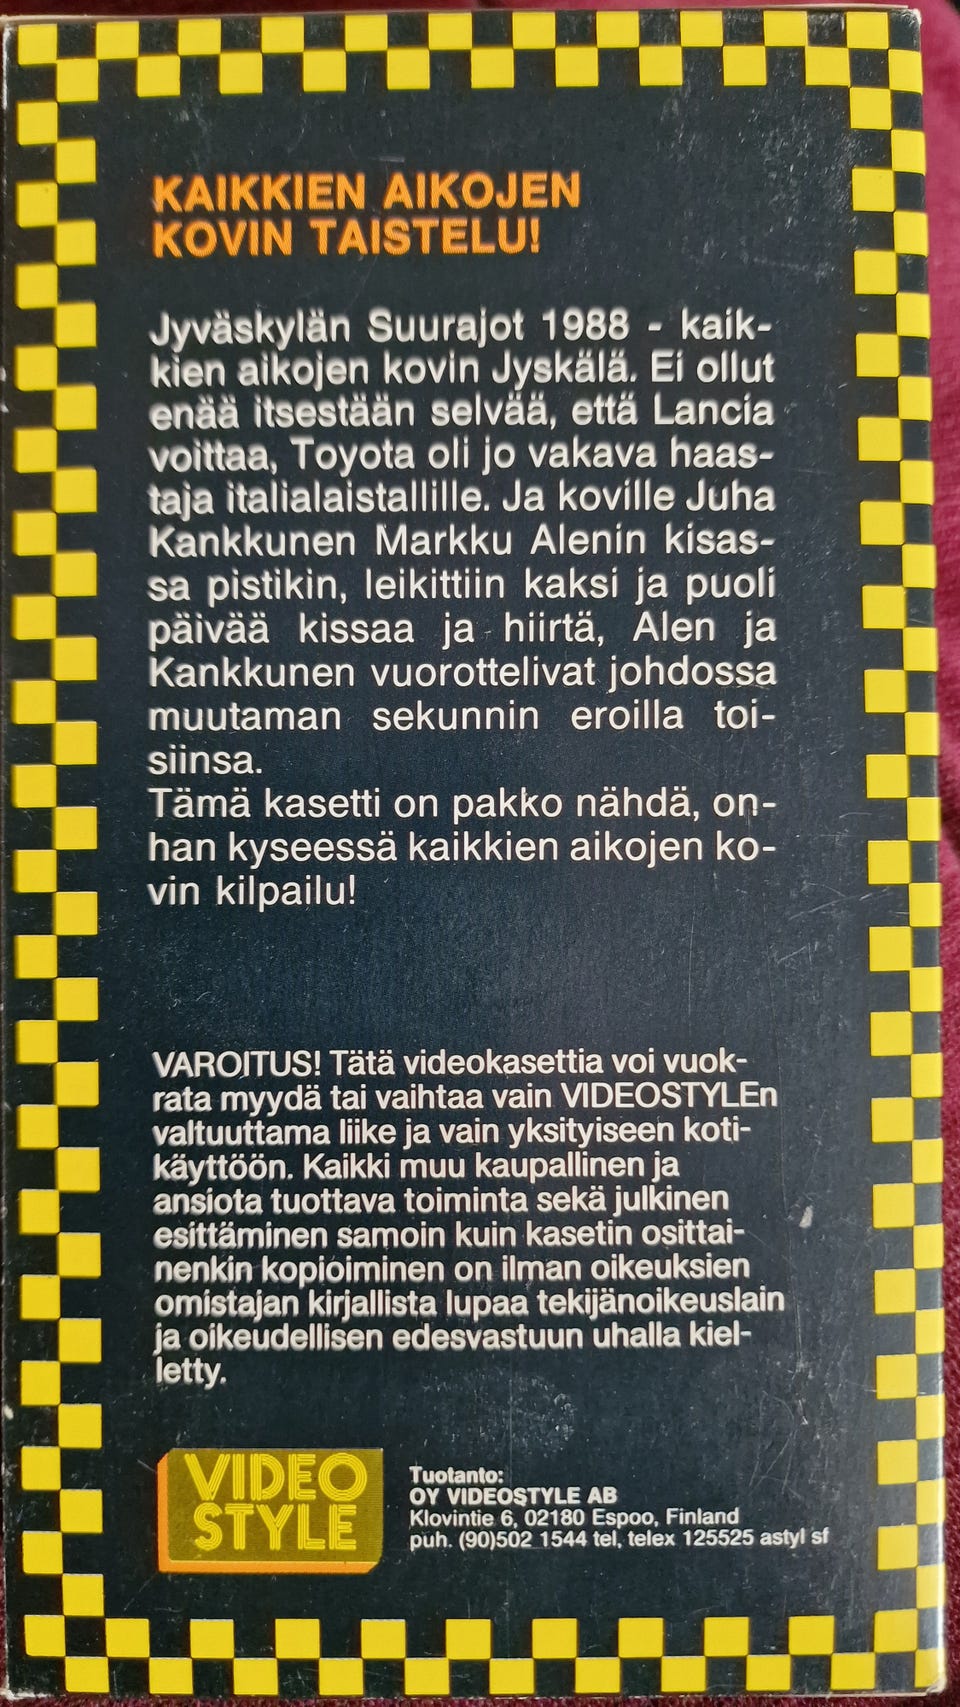 KAIKKIEN AIKOJEN
KOVIN TAISTELU!
Jyväskylän Suurajot 1988 - kaik-
kien aikojen kovin Jyskälä. Ei ollut
enää itsestään selvää, että Lancia
voittaa, Toyota oli jo vakava haas-
taja italialaistallille. Ja koville Juha
Kankkunen Markku Alenin kisas-
sa pistikin, leikittiin kaksi ja puoli
päivää kissaa ja hiirtä, Alen ja
Kankkunen vuorottelivat johdossa
muutaman sekunnin eroilla toi-
siinsa.
Tämä kasetti on pakko nähdä, on-
han kyseessä kaikkien aikojen ko-
vin kilpailu!
VAROITUS! Tätä videokasettia voi vuok-
rata myydä tai vaihtaa vain VIDEOSTYLEn
valtuuttama liike ja vain yksityiseen koti-
käyttöön. Kaikki muu kaupallinen ja
ansiota tuottava toiminta sekä julkinen
esittäminen samoin kuin kasetin osittai-
nenkin kopioiminen on ilman oikeuksien
omistajan kirjallista lupaa tekijänoikeuslain
ja oikeudellisen edesvastuun uhalla kiel-
letty.
VIDEO
STYLE
Tuotanto:
OY VIDEOSTYLE AB
Klovintie 6, 02180 Espoo, Finland
puh. (90)502 1544 tel, telex 125525 astyl sf